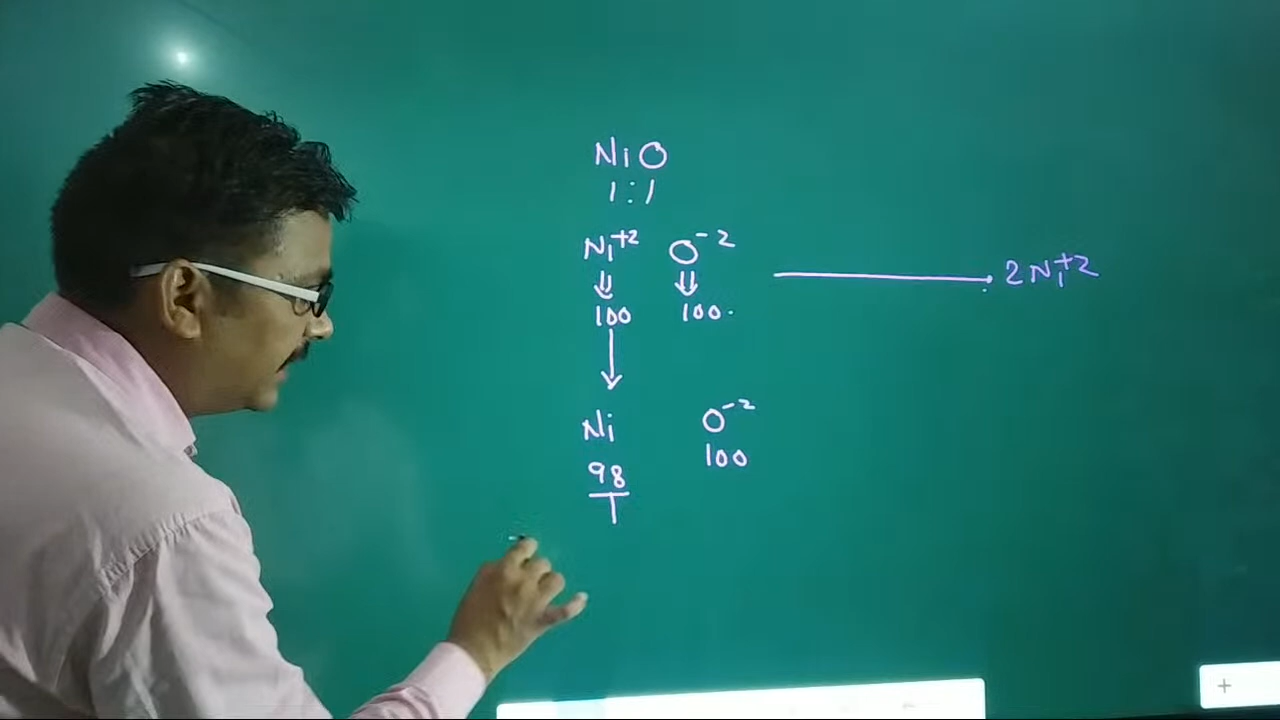 NiO
1:1
Ni+2 O-2
⇓ ⇓
100 100.
↓
Ni O-2
98 100
→ 2Ni+2
+